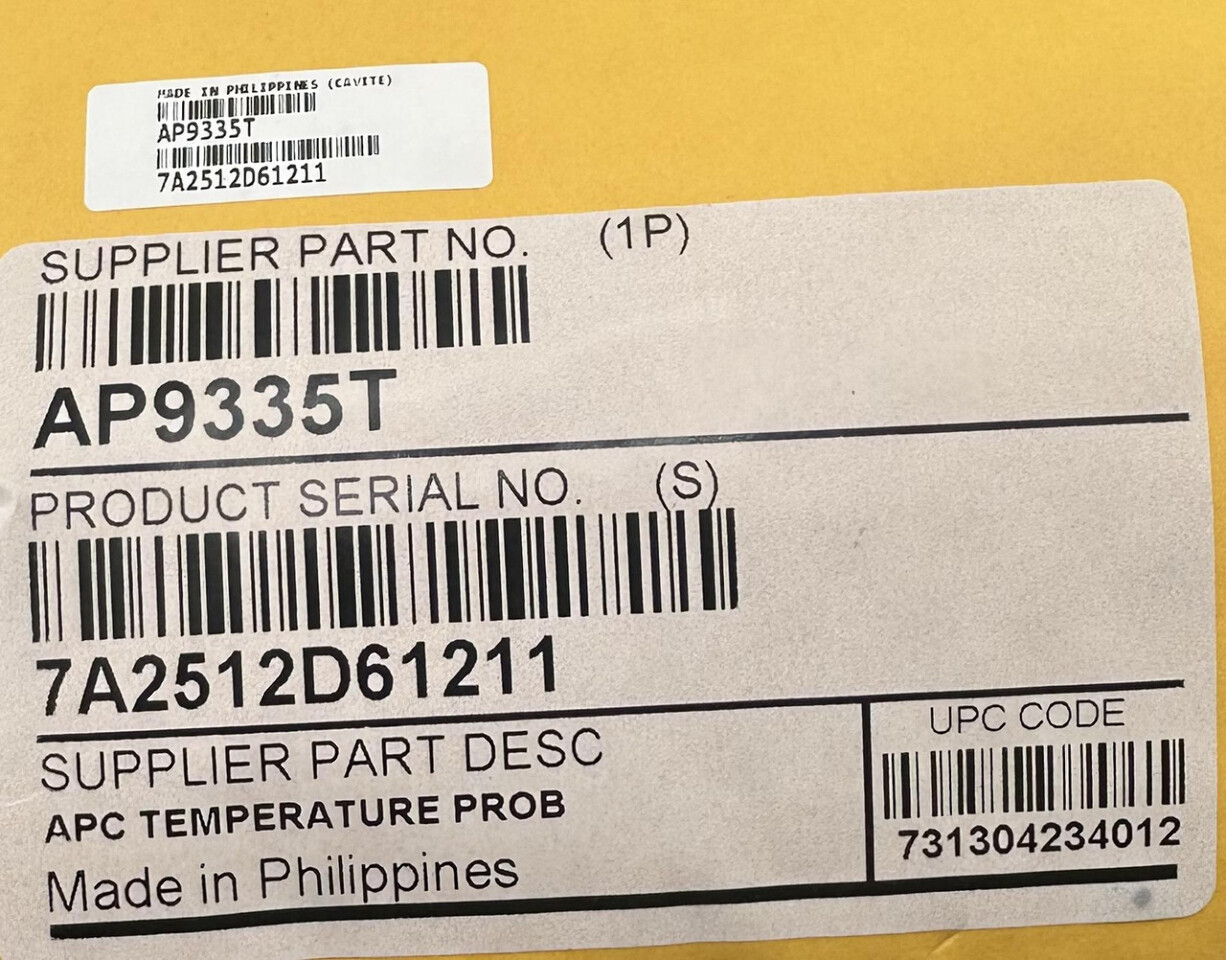 MADE IN PHILIPPINES (CAVITE)
AP9335T
7A2512D61211
SUPPLIER PART NO. (1P)
AP9335T
PRODUCT SERIAL NO. (S)
7A2512D61211
SUPPLIER PART DESC
APC TEMPERATURE PROB
Made in Philippines
UPC CODE
731304234012